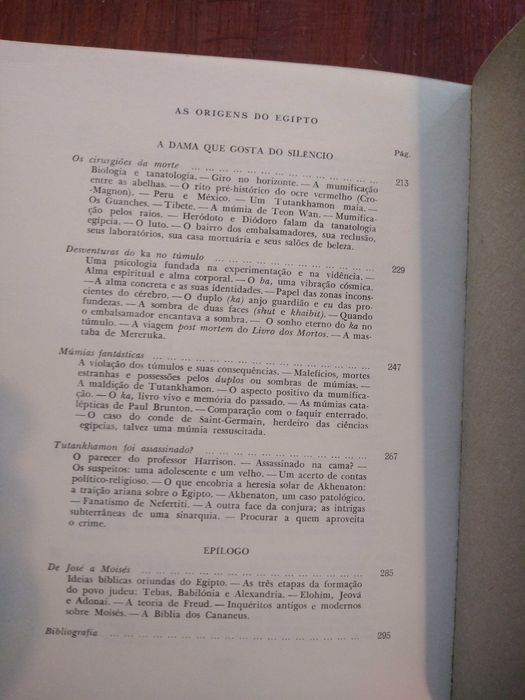 AS ORIGENS DO EGIPTO
A DAMA QUE GOSTA DO SILÊNCIO
Pág.
Os cirurgiões da morte ... ... ... ... ... ... ... ... ... ... ... ... ... 213
Biologia e tanatologia. — Giro no horizonte. — A mumificação
entre as abelhas. — O rito pré-histórico do ocre vermelho (Cro-
-Magnon). — Peru e México. — Um Tutankhamon maia. —
Os Guanches. — Tibete. — A múmia de Teon Wan. — Mumifica-
ção pelos raios. — Heródoto e Diódoro falam da tanatologia
egípcia. — O luto. — O bairro dos embalsamadores, sua reclusão,
seus laboratórios, sua casa mortuária e seus salões de beleza.
Desventuras do ka no túmulo ... ... ... ... ... ... ... ... ... ... ... 229
Uma psicologia fundada na experimentação e na vidência. —
Alma espiritual e alma corporal. — O ba, uma vibração cósmica.
— A alma concreta e as suas identidades. — Papel das zonas incons-
cientes do cérebro. — O duplo (ka) anjo guardião e eu das pro-
fundezas. — A sombra de duas faces (shut e khaibit). — Quando
o embalsamador encantava a sombra. — O sonho eterno do ka no
túmulo. — A viagem post mortem do Livro dos Mortos. — A mas-
taba de Mereruka.
Múmias fantásticas ... ... ... ... ... ... ... ... ... ... ... ... ... ... 247
A violação dos túmulos e suas consequências. — Malefícios, mortes
estranhas e possessões pelos duplos ou sombras de múmias. —
A maldição de Tutankhamon. — O aspecto positivo da mumifica-
ção. — O ka, livro vivo e memória do passado. — As múmias cata-
lépticas de Paul Brunton. — Comparação com o faquir enterrado.
— O caso do conde de Saint-Germain, herdeiro das ciências
egípcias, talvez uma múmia ressuscitada.
Tutankhamon foi assassinado? ... ... ... ... ... ... ... ... ... ... ... 267
O parecer do professor Harrison. — Assassinado na cama? —
Os suspeitos: uma adolescente e um velho. — Um acerto de contas
político-religioso. — O que encobria a heresia solar de Akhenaton:
a traição ariana sobre o Egipto. — Akhenaton, um caso patológico.
— Fanatismo de Nefertiti. — A outra face da conjura; as intrigas
subterrâneas de uma sinarquia. — Procurar a quem aproveita
o crime.
EPÍLOGO
De José a Moisés ... ... ... ... ... ... ... ... ... ... ... ... ... ... ... 285
Ideias bíblicas oriundas do Egipto. — As três etapas da formação
do povo judeu: Tebas, Babilónia e Alexandria. — Elohim, Jeová
e Adonai. — A teoria de Freud. — Inquéritos antigos e modernos
sobre Moisés. — A Bíblia dos Cananeus.
Bibliografia ... ... ... ... ... ... ... ... ... ... ... ... ... ... ... ... 295